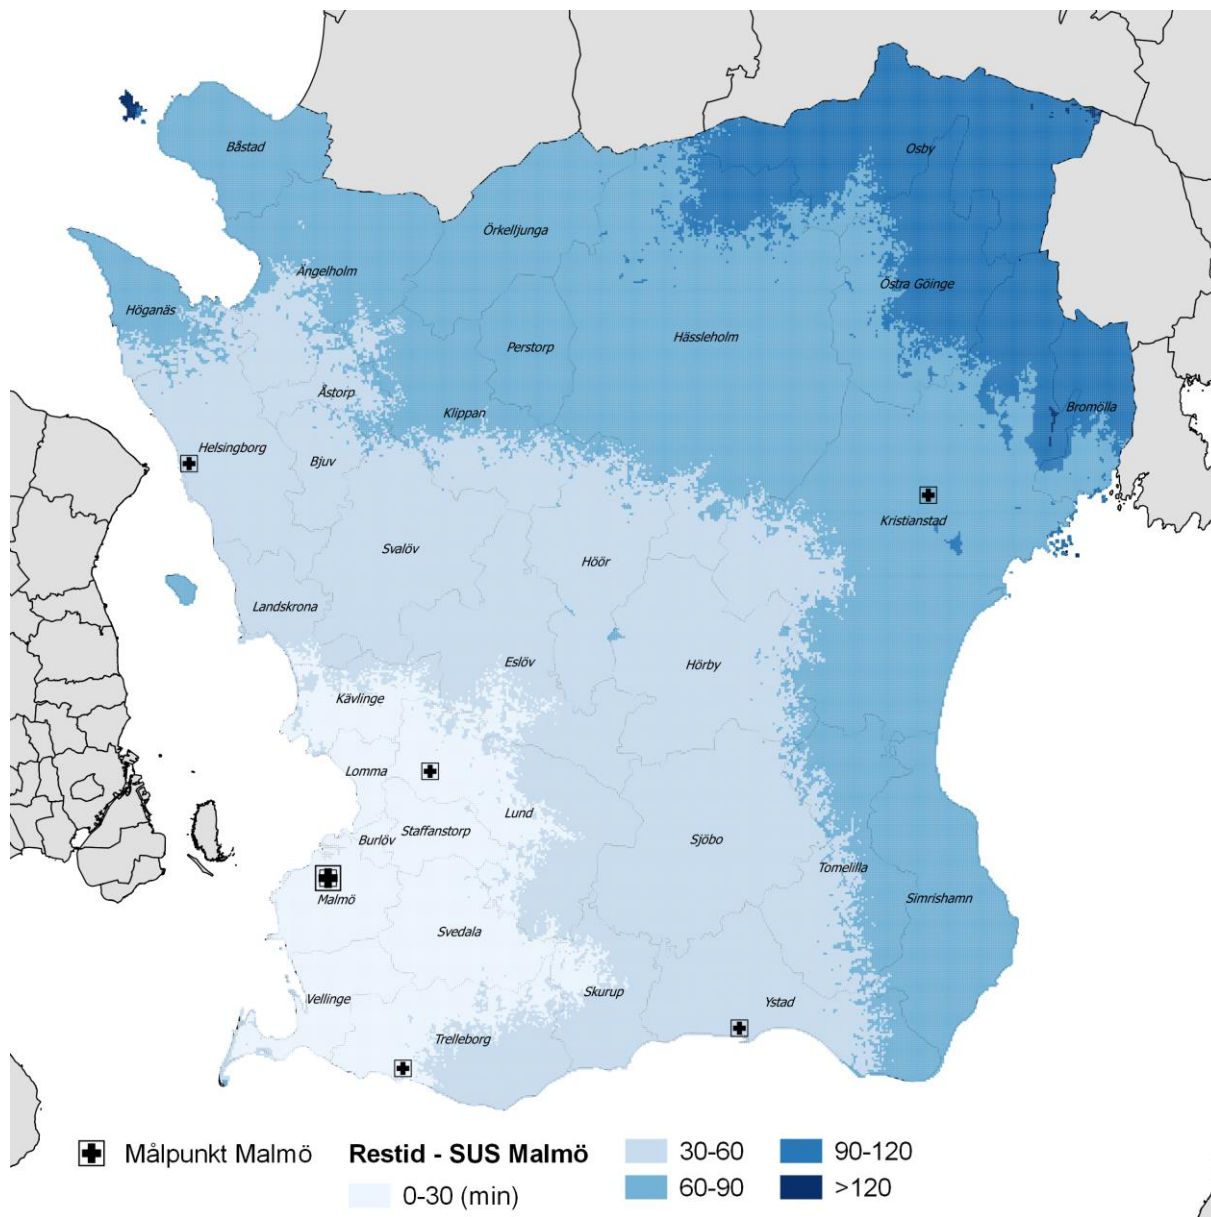 Båstad
Osby
Örkelljunga
Ängelholm
Östra Göinge
Höganäs
Hässleholm
Perstorp
Åstorp
Bromölla
Klippan
Helsingborg
Bjuv
Kristianstad
Svalöv
Höör
Landskrona
Eslöv
Hörby
Kävlinge
Lomma
Lund
Staffanstorp
Burlöv
Sjöbo
Tomelilla
Malmö
Simrishamn
Svedala
Skurup
Vellinge
Ystad
Trelleborg
Målpunkt Malmö
Restid - SUS Malmö
0-30 (min)
30-60
60-90
90-120
>120